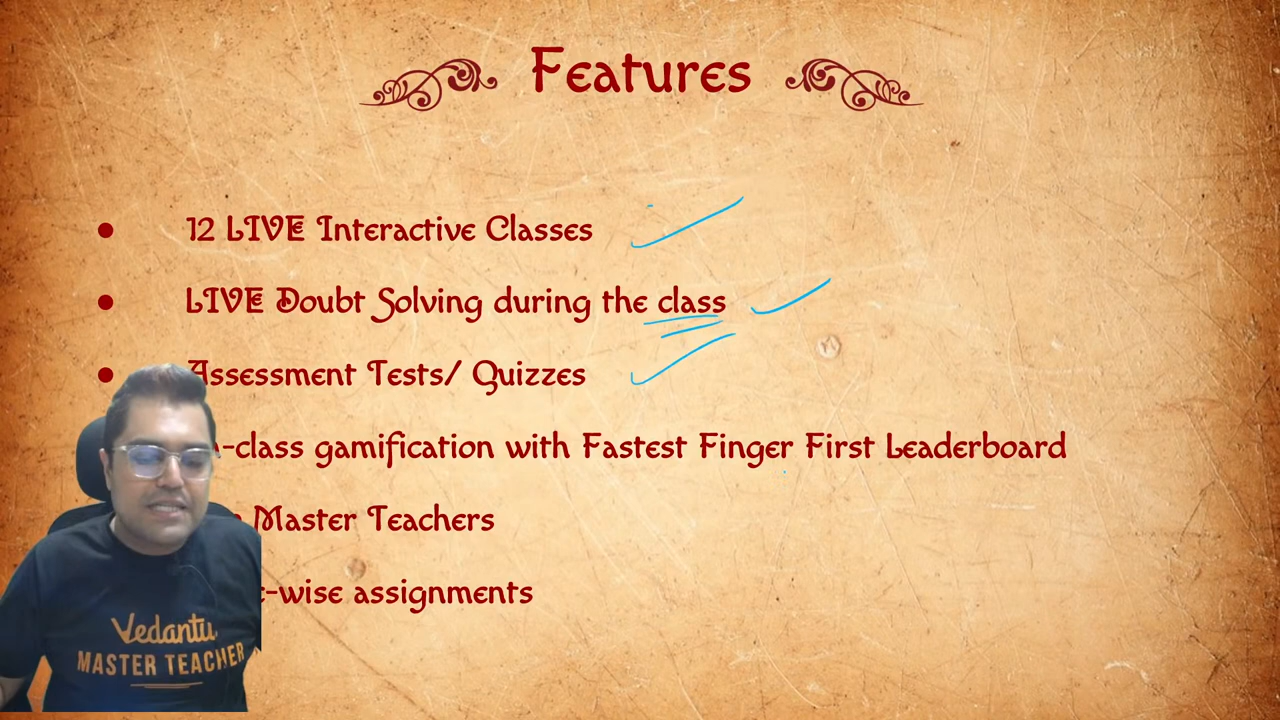 Features
● 12 LIVE Interactive Classes
● LIVE Doubt Solving during the class
● Assessment Tests/ Quizzes
-class gamification with Fastest Finger First Leaderboard
Master Teachers
-wise assignments
Vedantu
MASTER TEACHER